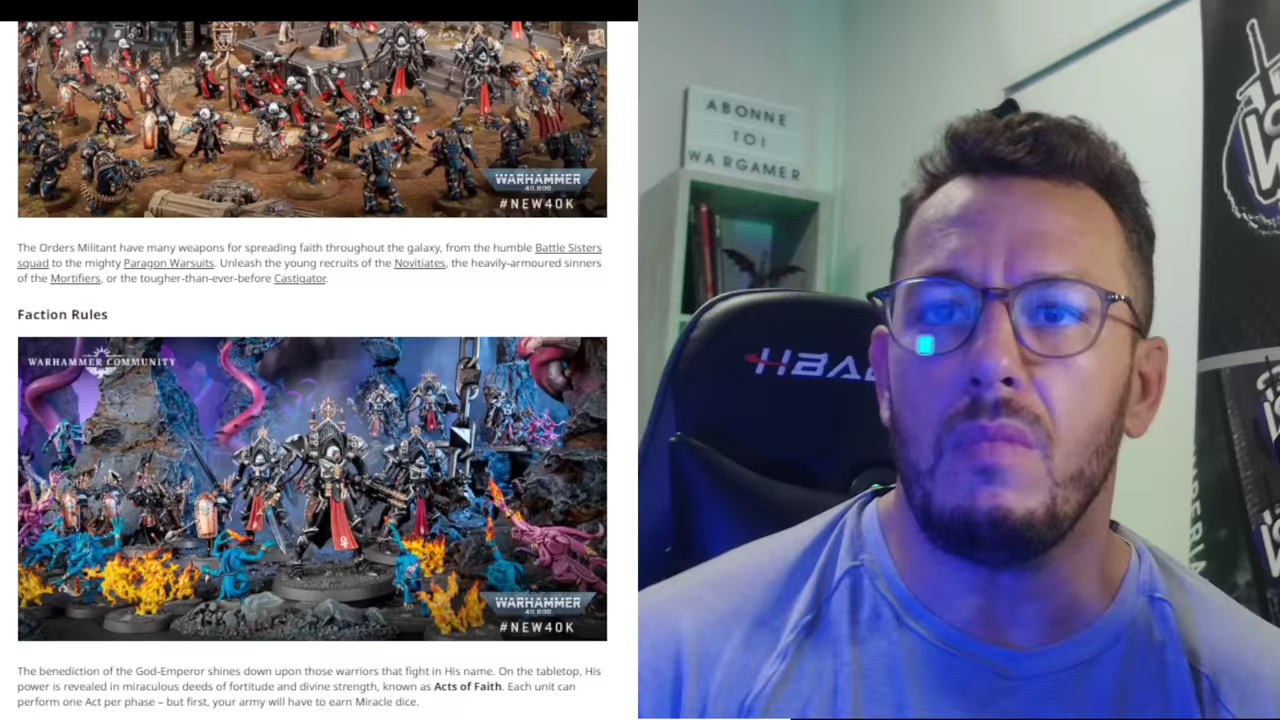 WARHAMMER
40,000
#NEW40K
The Orders Militant have many weapons for spreading faith throughout the galaxy, from the humble Battle Sisters
squad to the mighty Paragon Warsuits. Unleash the young recruits of the Novitiates, the heavily-armoured sinners
of the Mortifiers, or the tougher-than-ever-before Castigator.
Faction Rules
WARHAMMER COMMUNITY
WARHAMMER
40,000
#NEW40K
The benediction of the God-Emperor shines down upon those warriors that fight in His name. On the tabletop, His
power is revealed in miraculous deeds of fortitude and divine strength, known as Acts of Faith. Each unit can
perform one Act per phase – but first, your army will have to earn Miracle dice.
ABONNE
TOI
WARGAMER